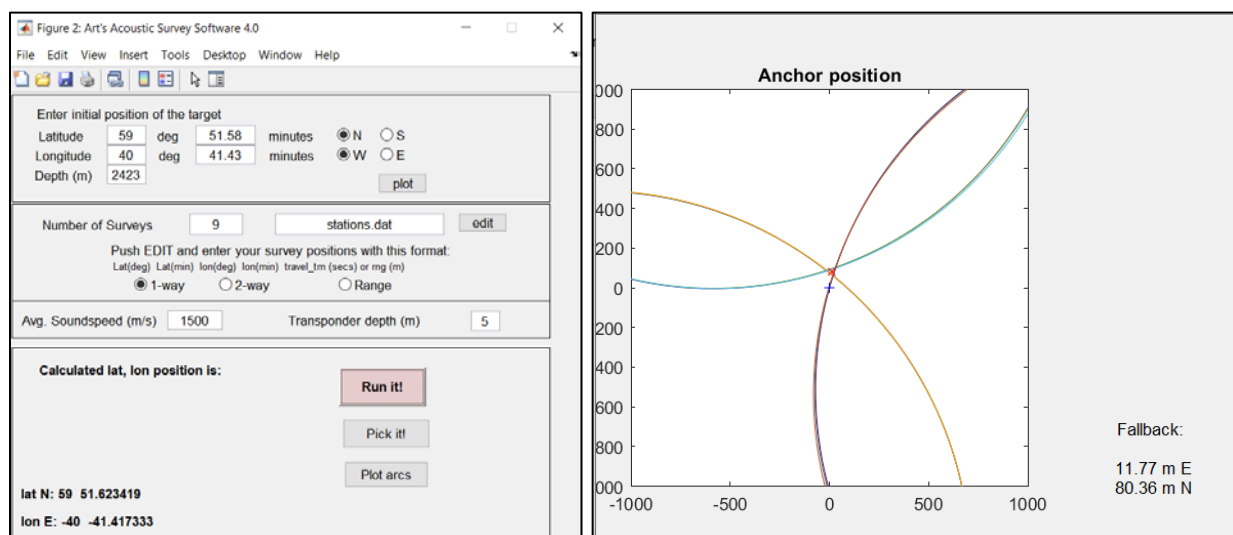 Figure 2: Art's Acoustic Survey Software 4.0
File Edit View Insert Tools Desktop Window Help
Enter initial position of the target
Latitude 59 deg 51.58 minutes N S
Longitude 40 deg 41.43 minutes W E
Depth (m) 2423
plot
Number of Surveys 9 stations.dat edit
Push EDIT and enter your survey positions with this format:
Lat(deg) Lat(min) lon(deg) lon(min) travel_tm (secs) or rng (m)
1-way 2-way Range
Avg. Soundspeed (m/s) 1500 Transponder depth (m) 5
Calculated lat, lon position is:
Run it!
Pick it!
Plot arcs
lat N: 59 51.623419
lon E: -40 -41.417333
Anchor position
000
800
600
400
200
0
200
400
600
800
000
-1000 -500 0 500 1000
Fallback:
11.77 m E
80.36 m N